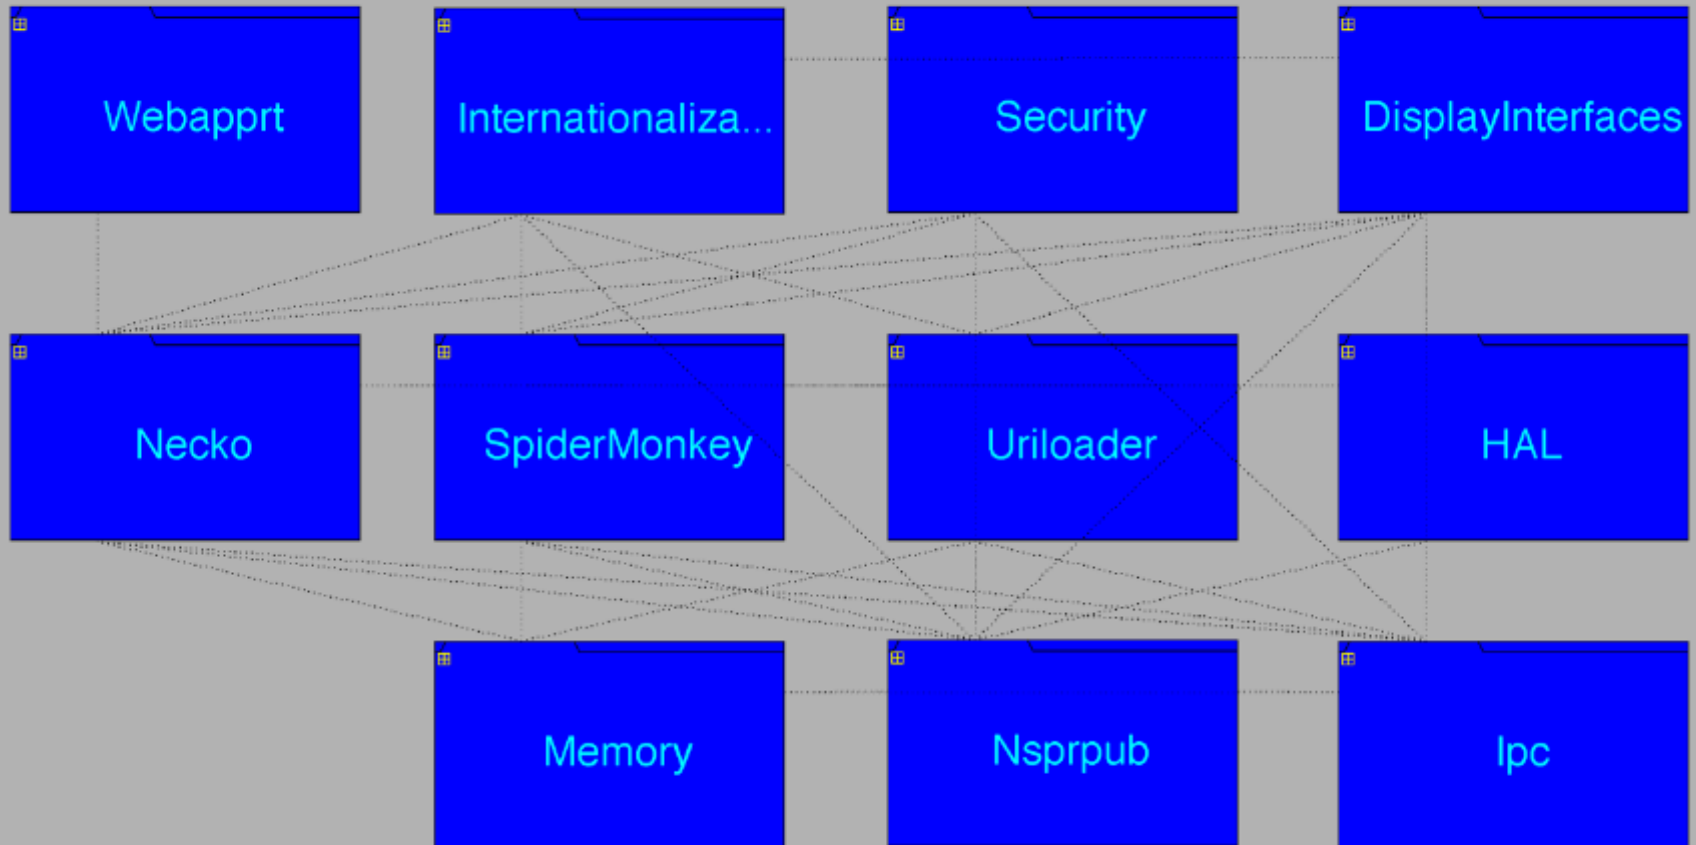 Webapprt
Internationaliza...
Security
DisplayInterfaces
Necko
SpiderMonkey
Uriloader
HAL
Memory
Nsprpub
Ipc